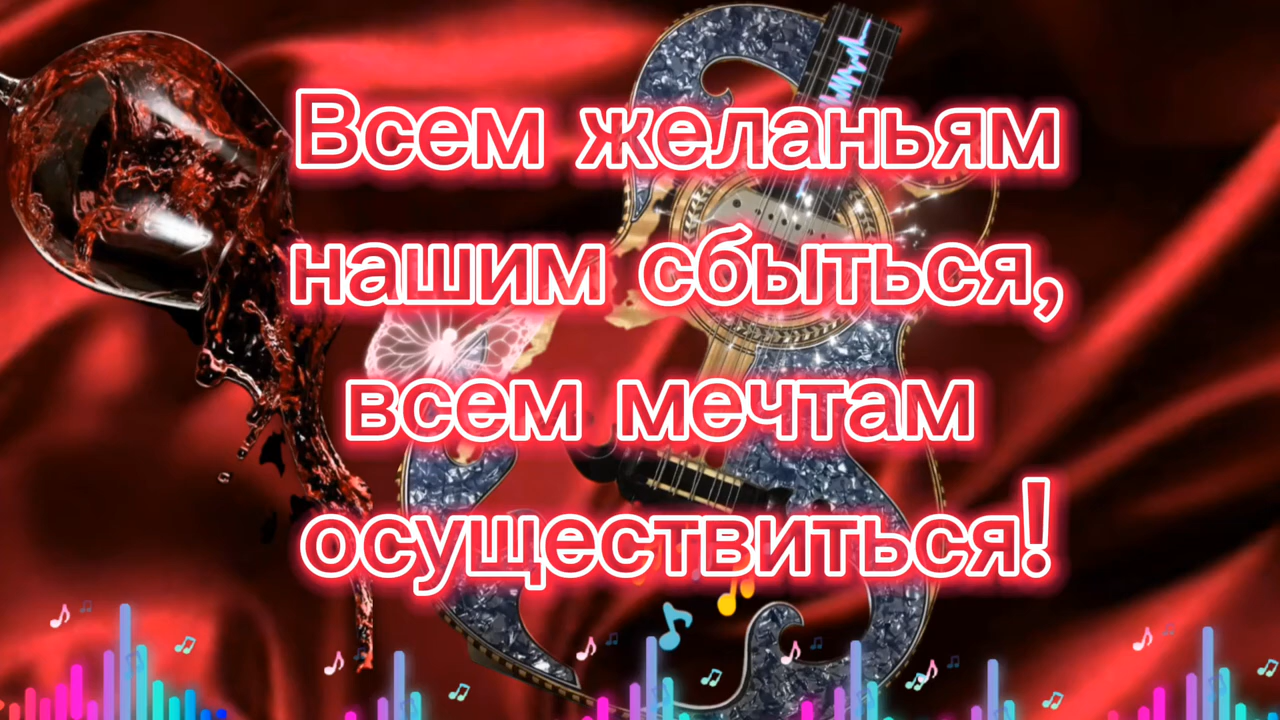 Всем желаньям
нашим сбыться,
всем мечтам
осуществиться!